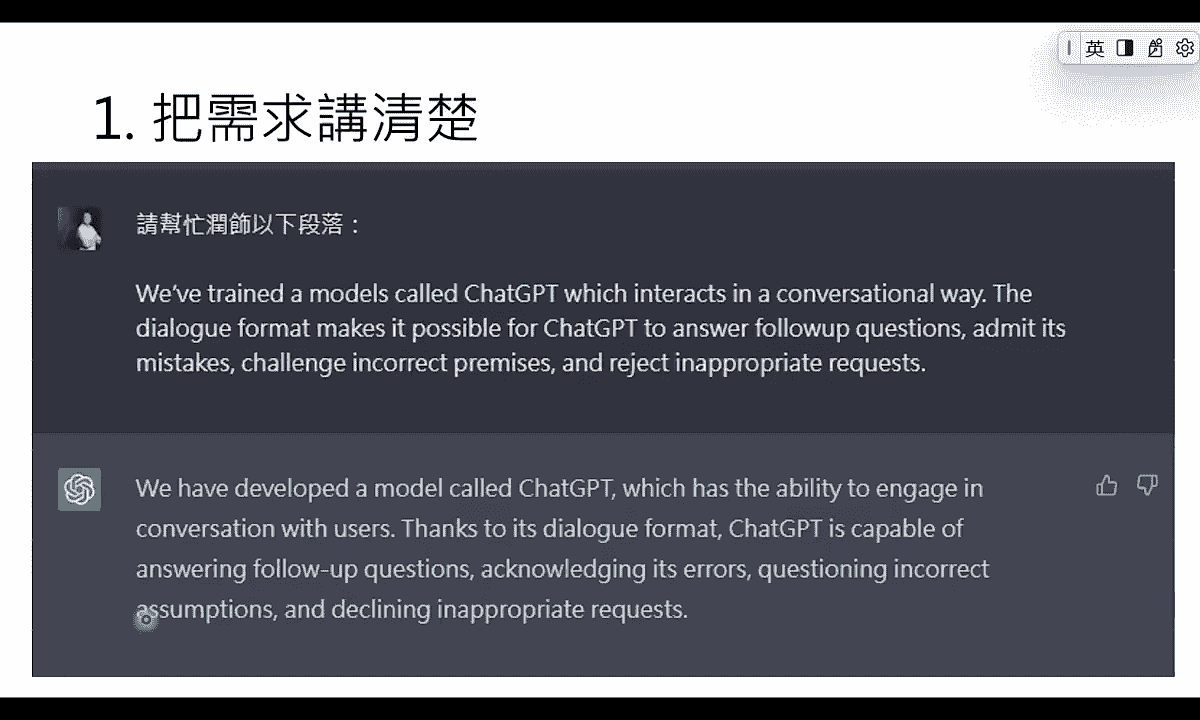 英
1. 把需求講清楚
請幫忙潤飾以下段落：
We've trained a models called ChatGPT which interacts in a conversational way. The
dialogue format makes it possible for ChatGPT to answer followup questions, admit its
mistakes, challenge incorrect premises, and reject inappropriate requests.
We have developed a model called ChatGPT, which has the ability to engage in
conversation with users. Thanks to its dialogue format, ChatGPT is capable of
answering follow-up questions, acknowledging its errors, questioning incorrect
assumptions, and declining inappropriate requests.